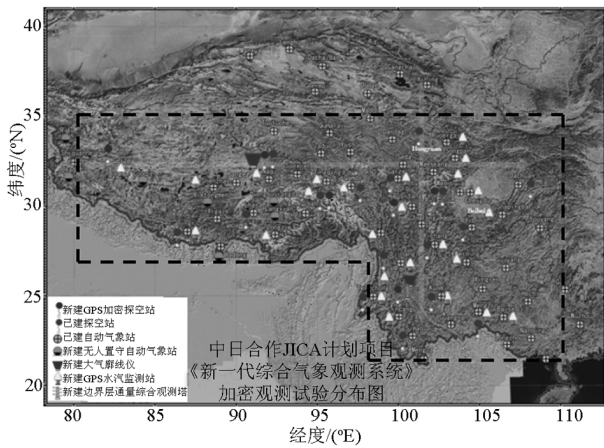 40
35
30
25
20
纬度/(°N)
80
85
90
95
100
105
110
经度/(°E)
新建GPS加密探空站
已建探空站
已建自动气象站
新建无人置守自动气象站
新建大气廓线仪
新建GPS水汽监测站
新建边界层通量综合观测塔
中日合作JICA计划项目
《新一代综合气象观测系统》
加密观测试验分布图